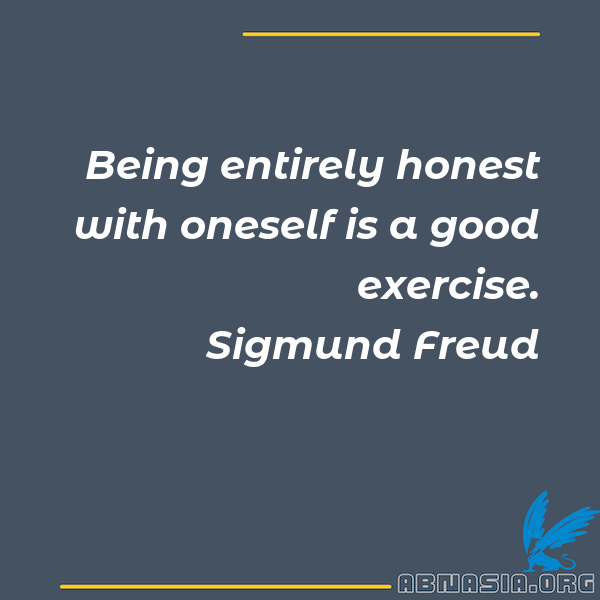 Being entirely honest
with oneself is a good
exercise.
Sigmund Freud
ABNASIA.ORG